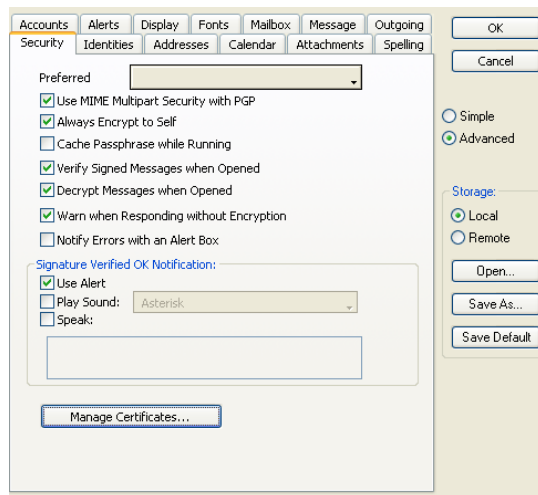 Accounts Alerts Display Fonts Mailbox Message Outgoing
Security Identities Addresses Calendar Attachments Spelling
Preferred
Use MIME Multipart Security with PGP
Always Encrypt to Self
Cache Passphrase while Running
Verify Signed Messages when Opened
Decrypt Messages when Opened
Warn when Responding without Encryption
Notify Errors with an Alert Box
Signature Verified OK Notification:
Use Alert
Play Sound: Asterisk
Speak:
Manage Certificates...
OK
Cancel
Simple
Advanced
Storage:
Local
Remote
Open...
Save As...
Save Default